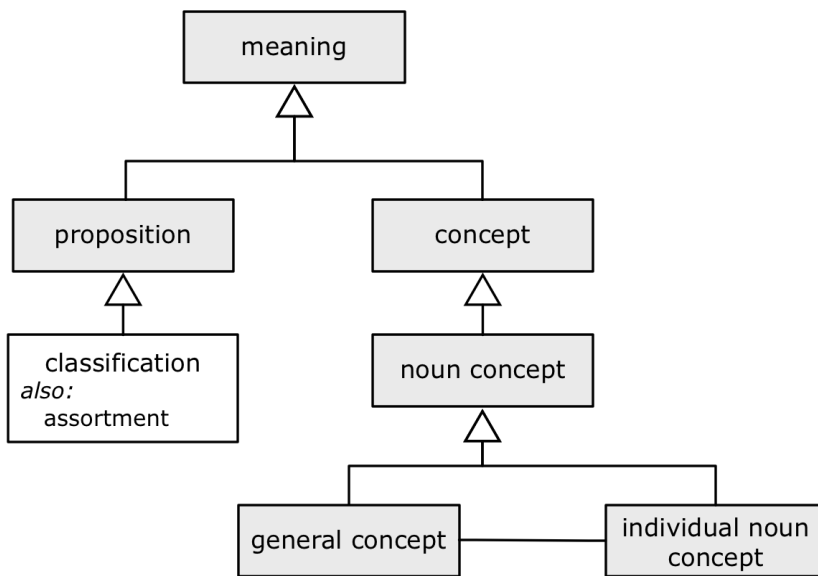 meaning
proposition
concept
classification
also:
assortment
noun concept
general concept
individual noun
concept